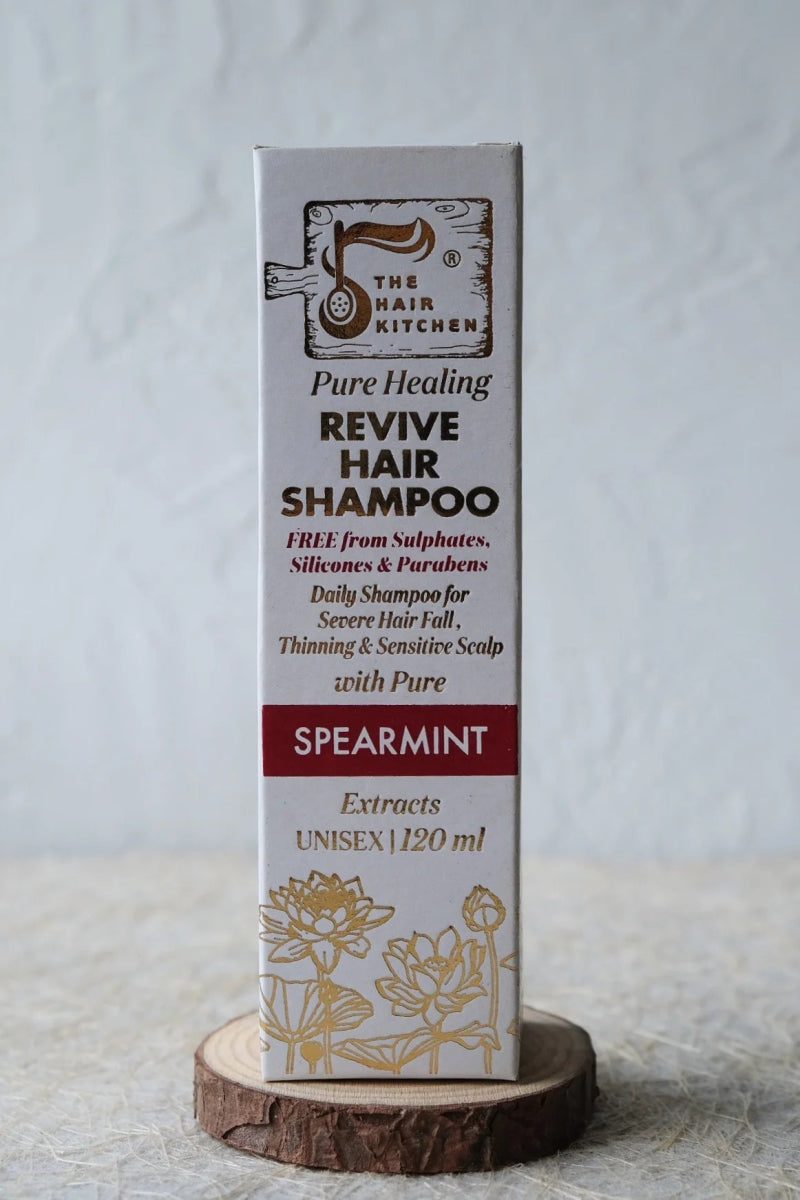 THE
HAIR
KITCHEN
®
Pure Healing
REVIVE
HAIR
SHAMPOO
FREE from Sulphates,
Silicones & Parabens
Daily Shampoo for
Severe Hair Fall,
Thinning & Sensitive Scalp
with Pure
SPEARMINT
Extracts
UNISEX | 120 ml